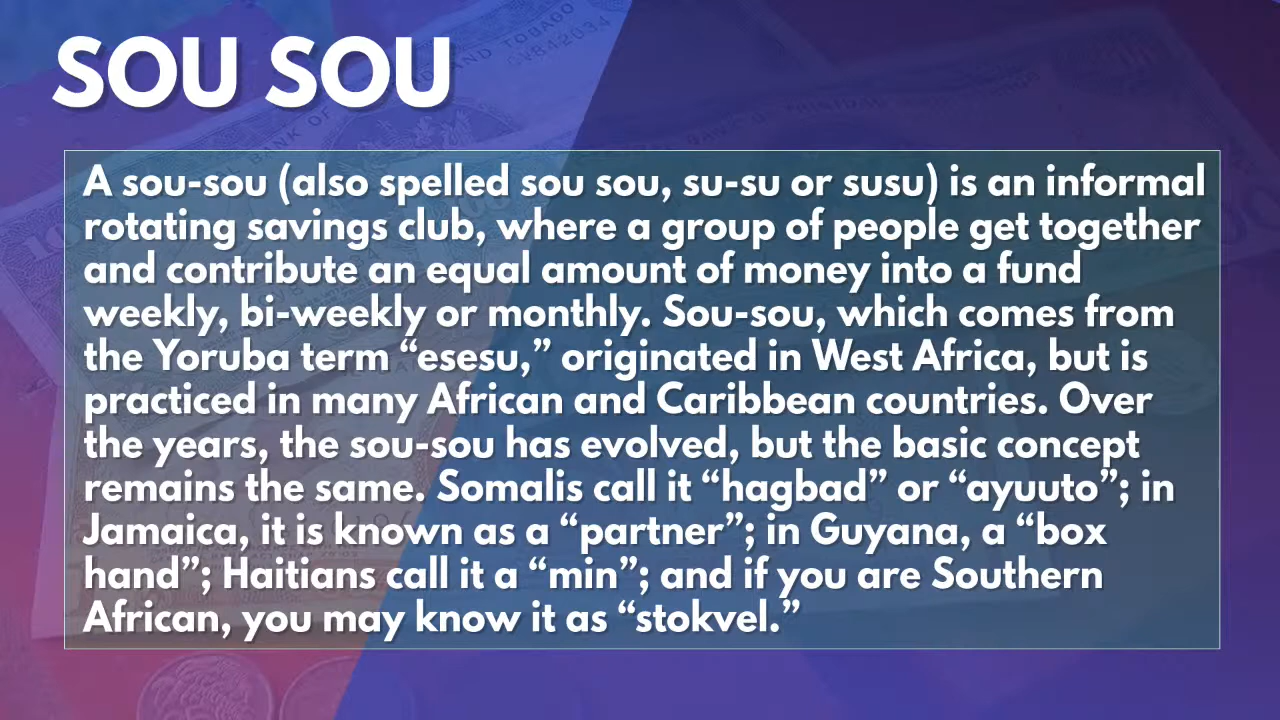 SOU SOU
A sou-sou (also spelled sou sou, su-su or susu) is an informal
rotating savings club, where a group of people get together
and contribute an equal amount of money into a fund
weekly, bi-weekly or monthly. Sou-sou, which comes from
the Yoruba term “esesu,” originated in West Africa, but is
practiced in many African and Caribbean countries. Over
the years, the sou-sou has evolved, but the basic concept
remains the same. Somalis call it “hagbad” or “ayuuto”; in
Jamaica, it is known as a “partner”; in Guyana, a “box
hand”; Haitians call it a “min”; and if you are Southern
African, you may know it as “stokvel.”